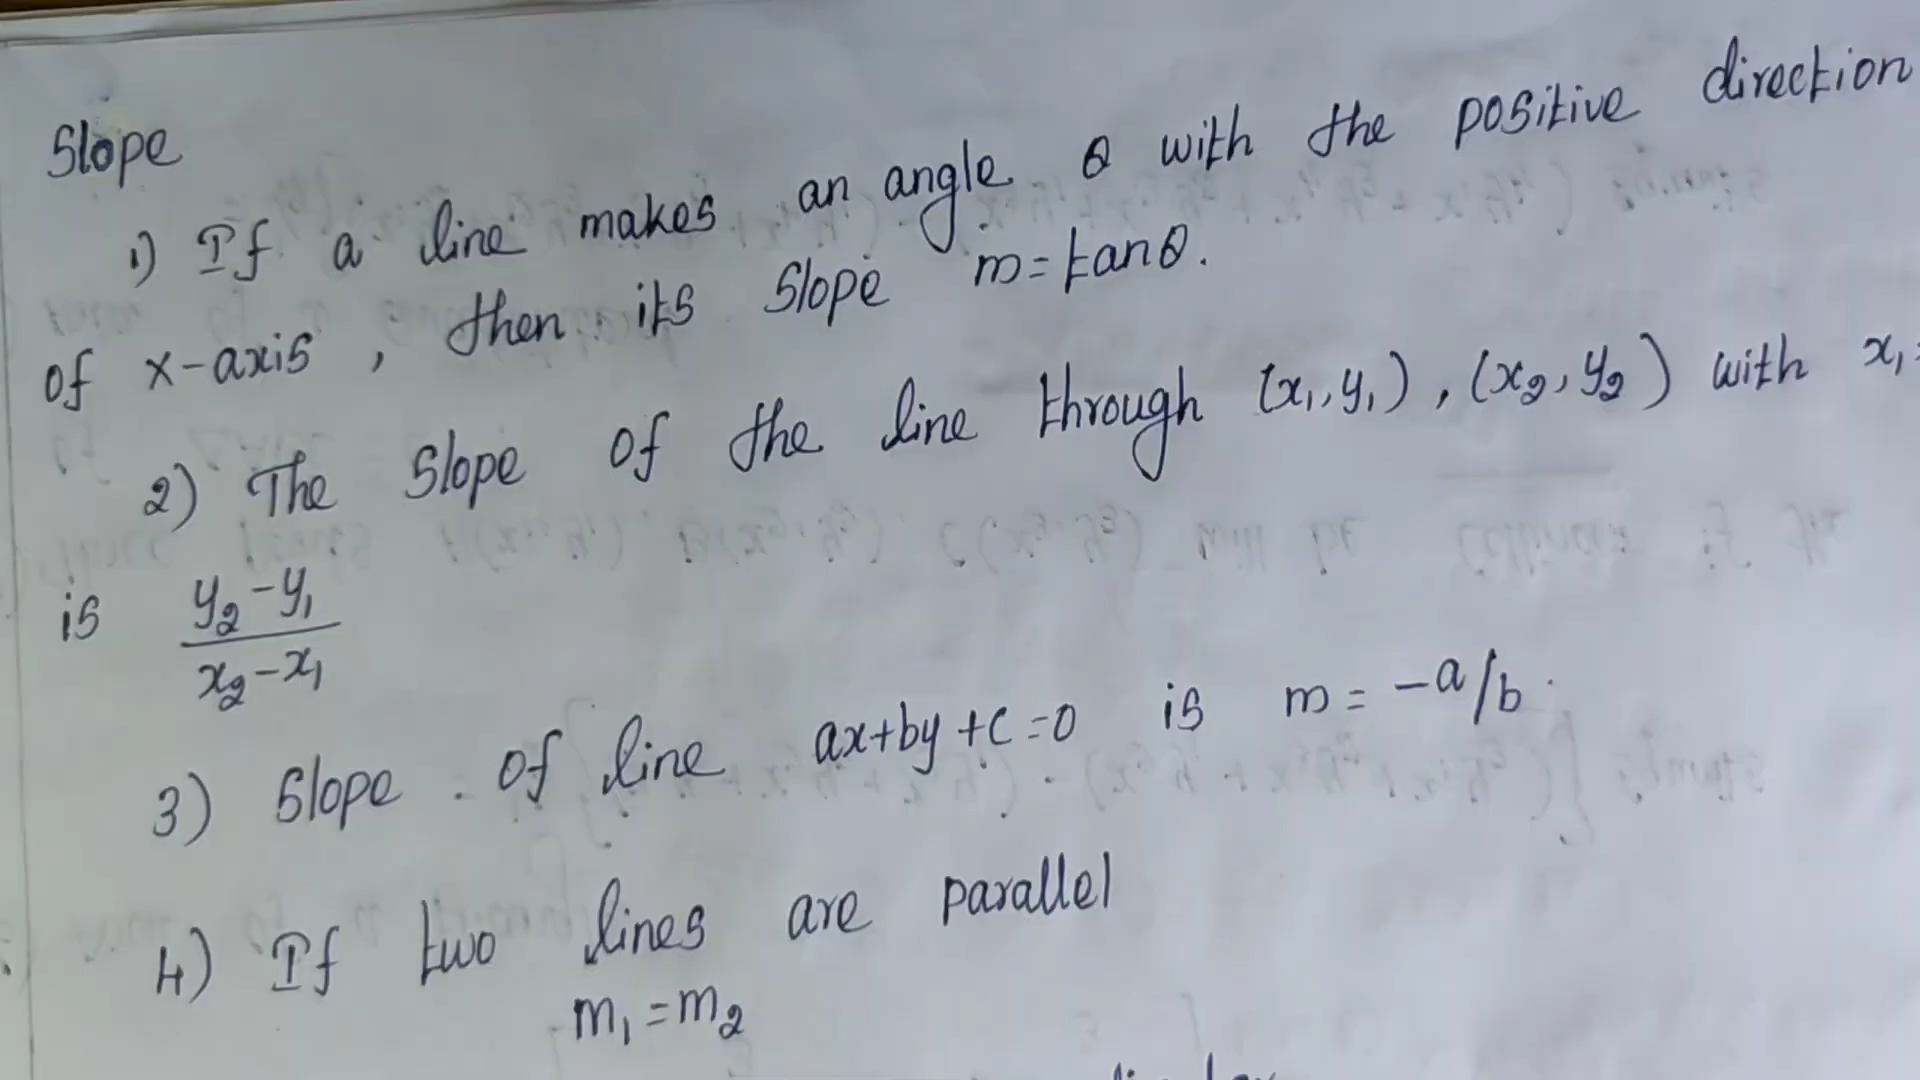 Slope
1) If a line makes an angle θ with the positive direction
of x-axis, then its slope m=tanθ.
2) The slope of the line through (x₁,y₁), (x₂,y₂) with x₁
is y₂-y₁/x₂-x₁
3) Slope of line ax+by+c=0 is m=-a/b.
4) If two lines are parallel
m₁=m₂